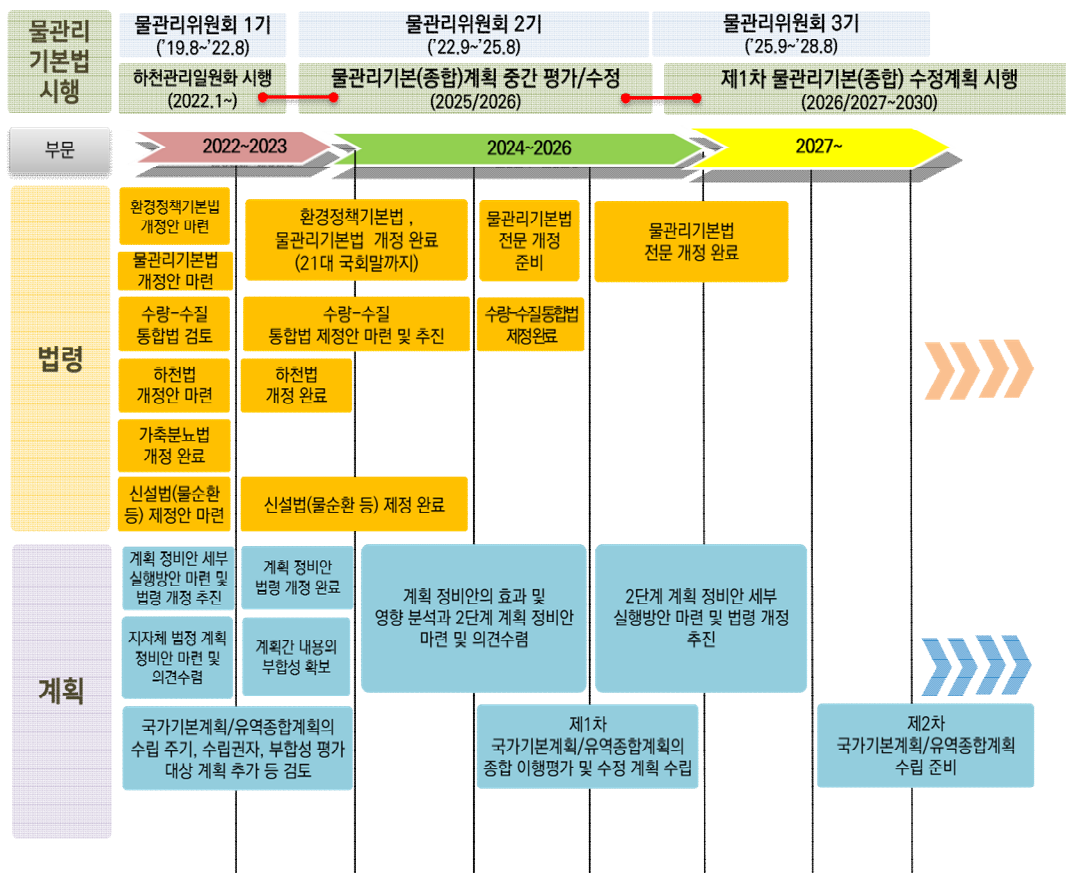 물관리
기본법
시행
물관리위원회 1기
('19.8~'22.8)
물관리위원회 2기
('22.9~'25.8)
물관리위원회 3기
('25.9~'28.8)
하천관리일원화 시행
(2022.1~)
물관리기본(종합)계획 중간 평가/수정
(2025/2026)
제1차 물관리기본(종합) 수정계획 시행
(2026/2027~2030)
부문
2022~2023
2024~2026
2027~
법령
환경정책기본법
개정안 마련
환경정책기본법 ,
물관리기본법 개정 완료
(21대 국회말까지)
물관리기본법
전문 개정
준비
물관리기본법
전문 개정 완료
물관리기본법
개정안 마련
수량-수질
통합법 검토
수량-수질
통합법 제정안 마련 및 추진
수량-수질통합법
제정완료
하천법
개정안 마련
하천법
개정 완료
가축분뇨법
개정 완료
신설법(물순환
등) 제정안 마련
신설법(물순환 등) 제정 완료
계획
계획 정비안 세부
실행방안 마련 및
법령 개정 추진
계획 정비안
법령 개정 완료
계획 정비안의 효과 및
영향 분석과 2단계 계획 정비안
마련 및 의견수렴
2단계 계획 정비안 세부
실행방안 마련 및 법령 개정
추진
지자체 법정 계획
정비안 마련 및
의견수렴
계획간 내용의
부합성 확보
국가기본계획/유역종합계획의
수립 주기, 수립권자, 부합성 평가
대상 계획 추가 등 검토
제1차
국가기본계획/유역종합계획의
종합 이행평가 및 수정 계획 수립
제2차
국가기본계획/유역종합계획
수립 준비